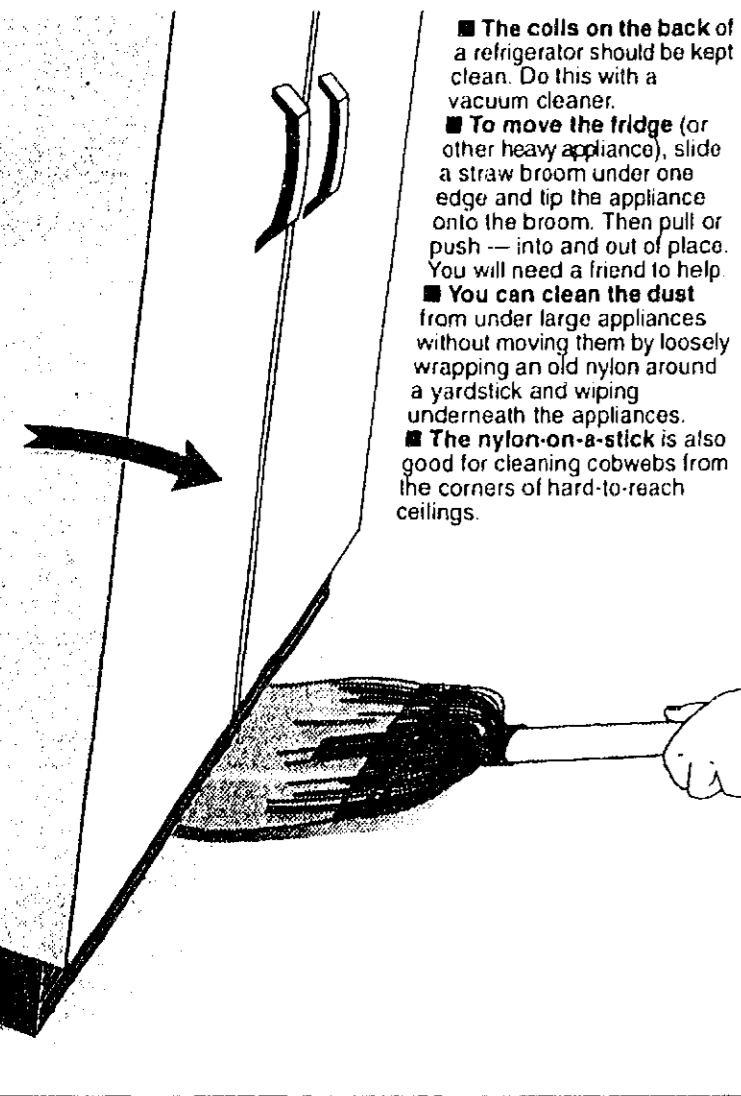 ■ The coils on the back of
a refrigerator should be kept
clean. Do this with a
vacuum cleaner.
■ To move the fridge (or
other heavy appliance), slide
a straw broom under one
edge and tip the appliance
onto the broom. Then pull or
push — into and out of place.
You will need a friend to help.
■ You can clean the dust
from under large appliances
without moving them by loosely
wrapping an old nylon around
a yardstick and wiping
underneath the appliances.
■ The nylon-on-a-stick is also
good for cleaning cobwebs from
the corners of hard-to-reach
ceilings.